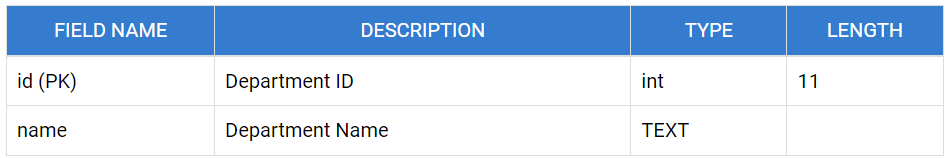 FIELD NAME DESCRIPTION TYPE LENGTH
id (PK) Department ID int 11
name Department Name TEXT